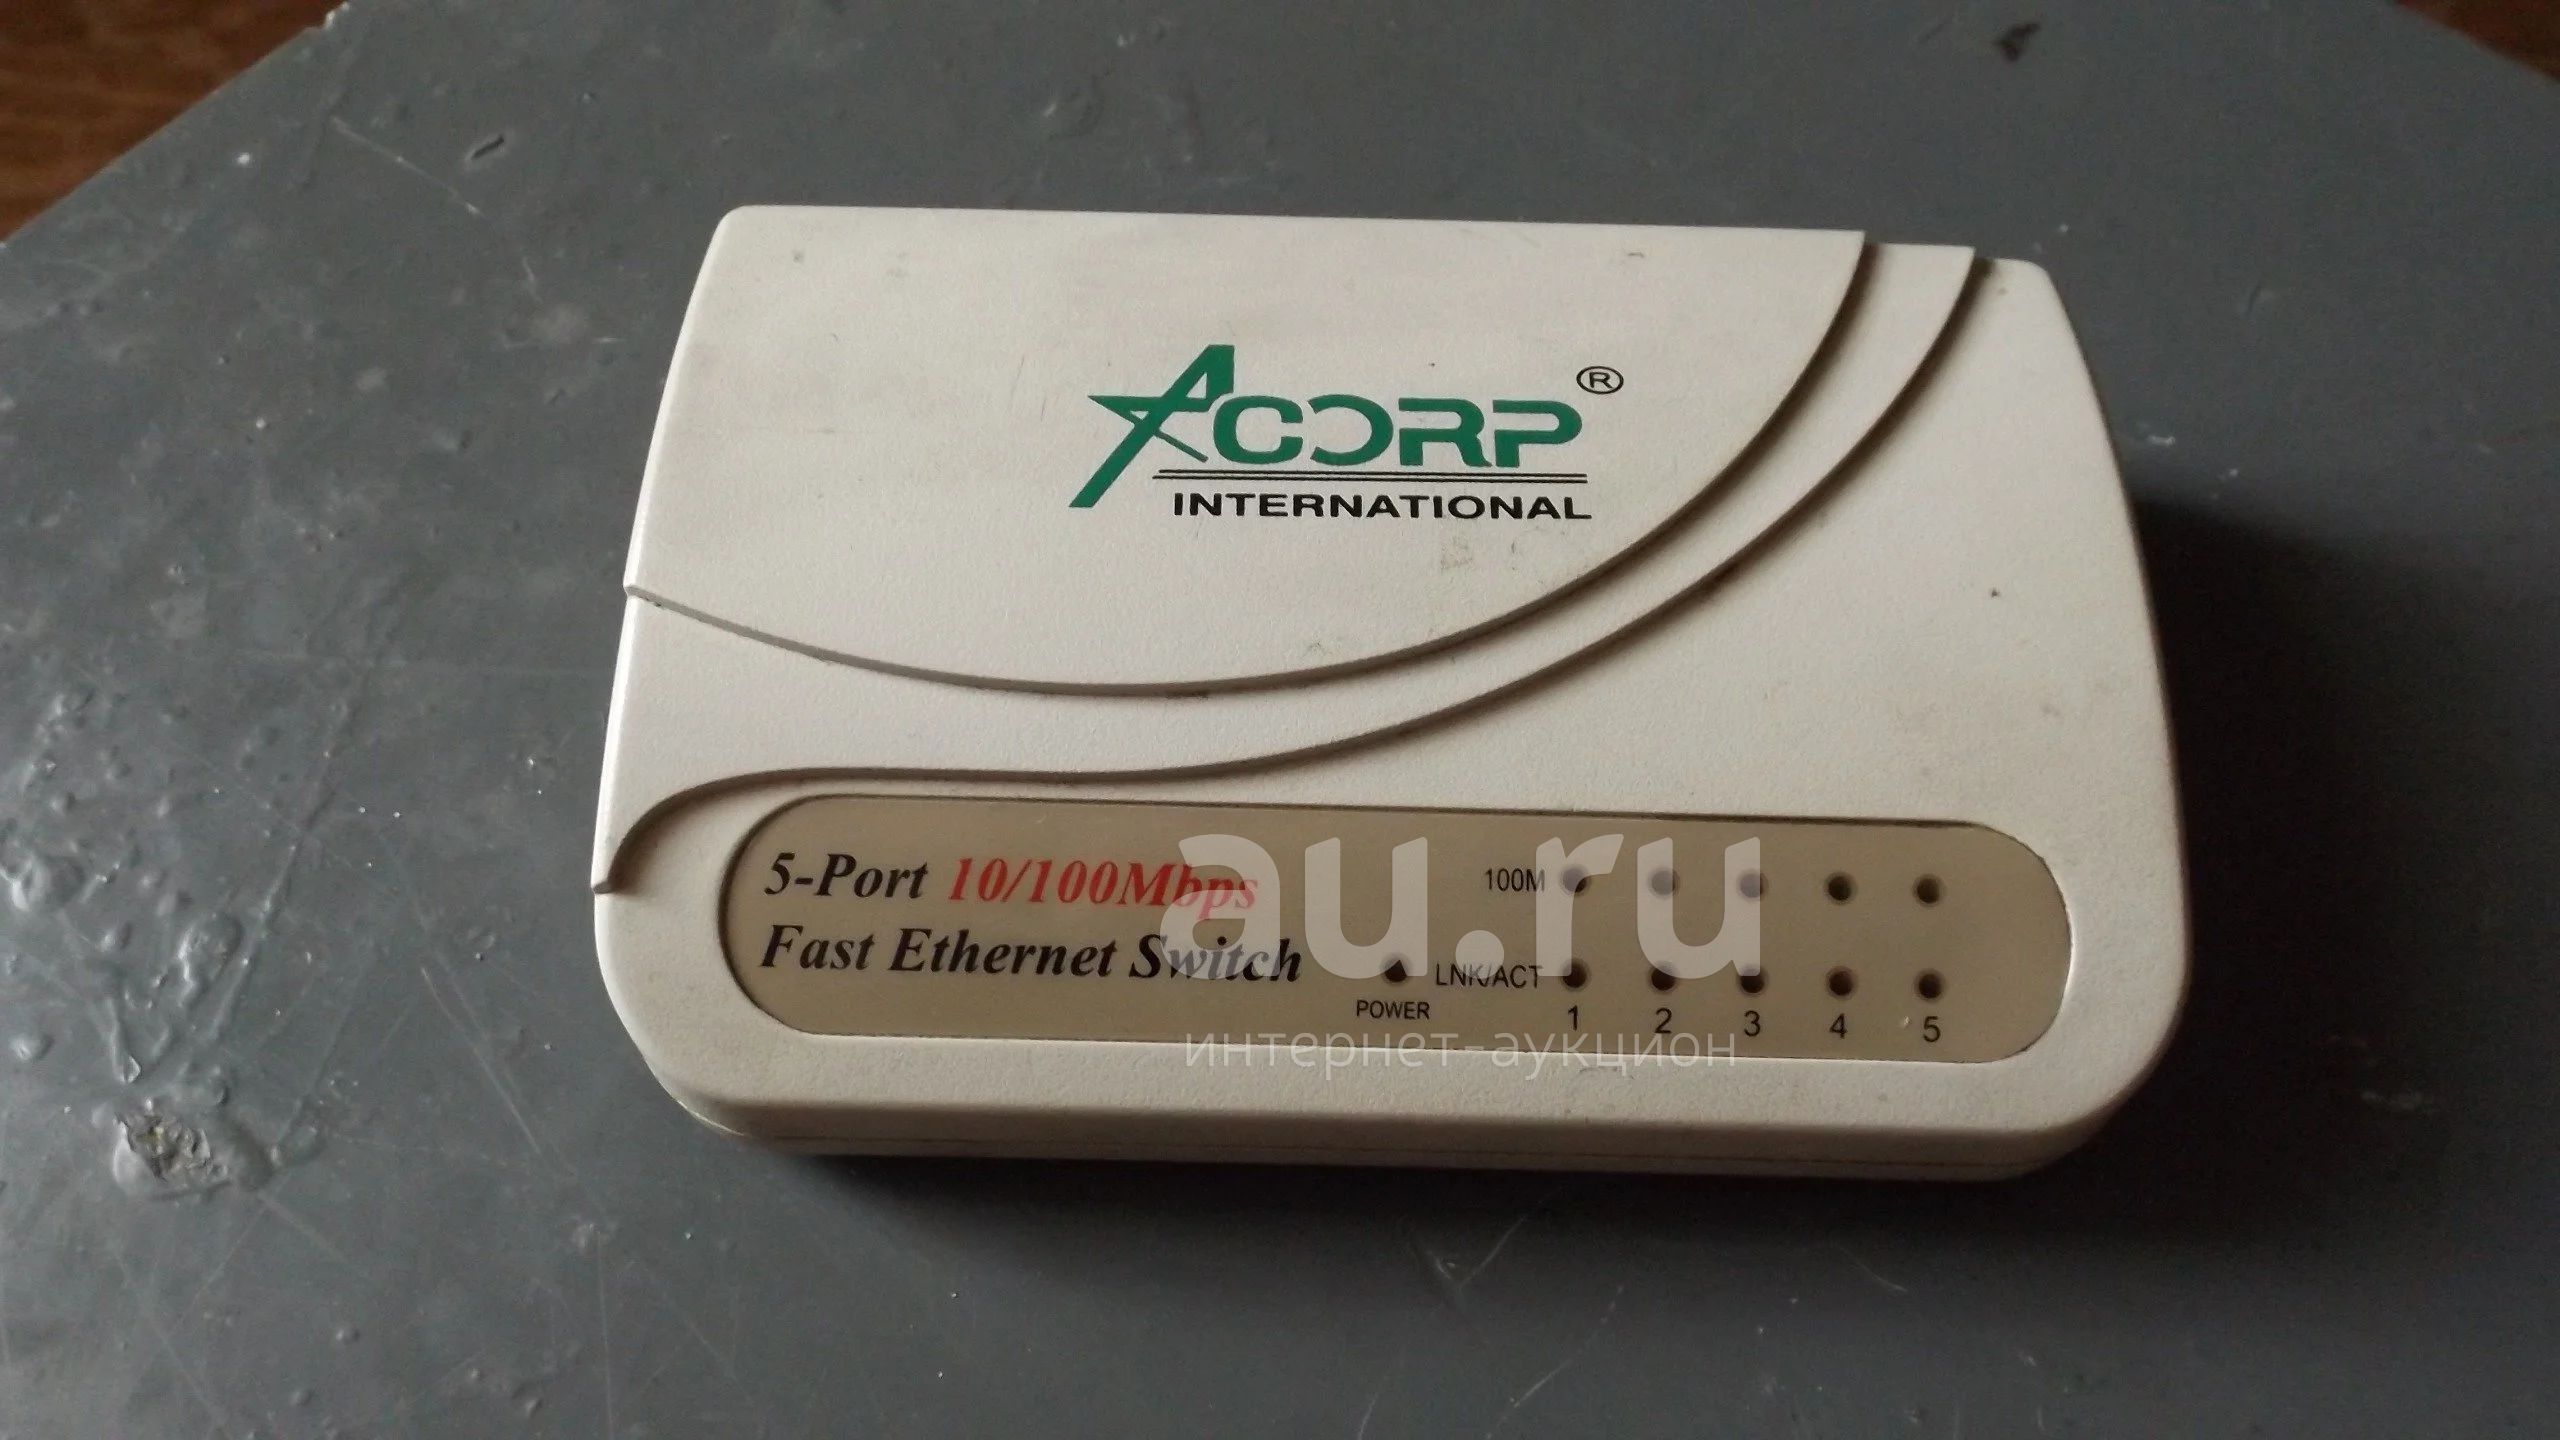 ACORP ®
INTERNATIONAL
5-Port 10/100Mbps
Fast Ethernet Switch
100M
LNK/ACT
POWER
1 2 3 4 5
au.ru
интернет-аукцион